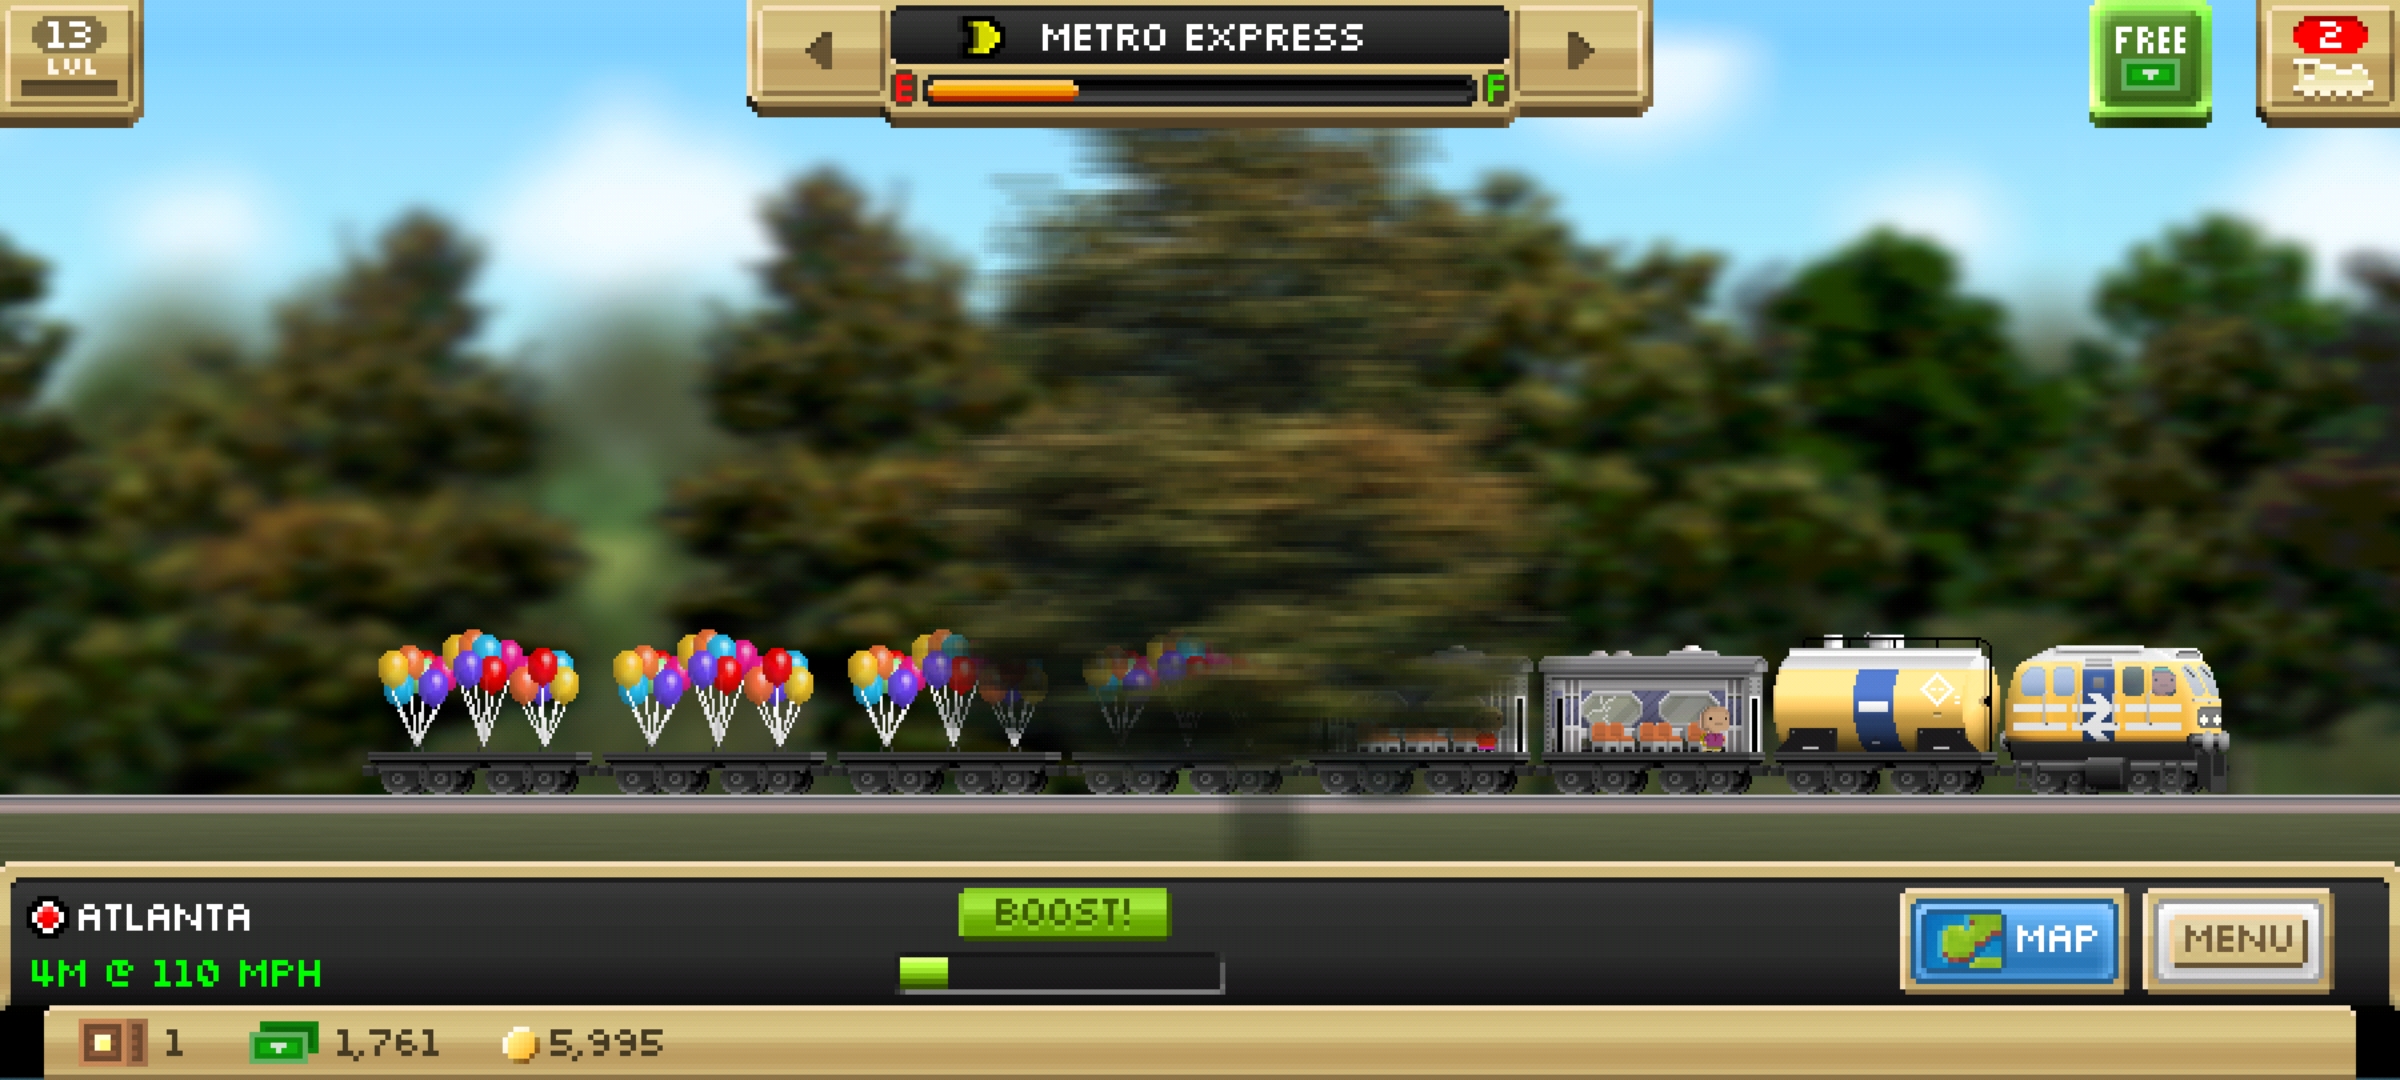 13
LVL
METRO EXPRESS
E F
FREE
2
ATLANTA
4M @ 110 MPH
BOOST!
MAP
MENU
1
1,761
5,995